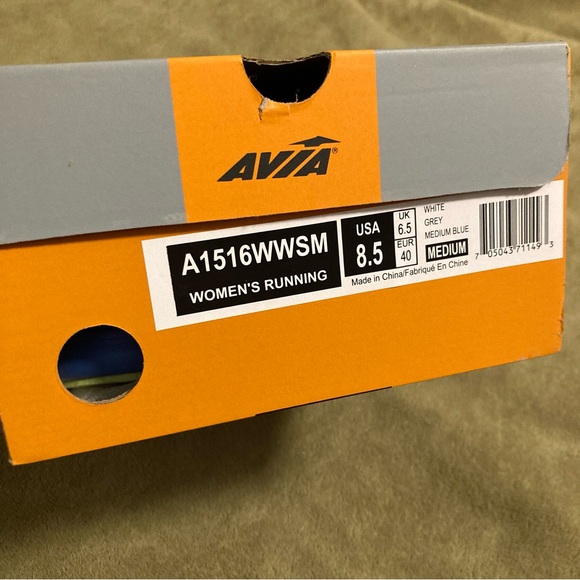 AVIA®
A1516WWSM
WOMEN'S RUNNING
USA
8.5
UK
6.5
EUR
40
WHITE
GREY
MEDIUM BLUE
MEDIUM
Made in China/Fabriqué En Chine
7 05043 71149 3